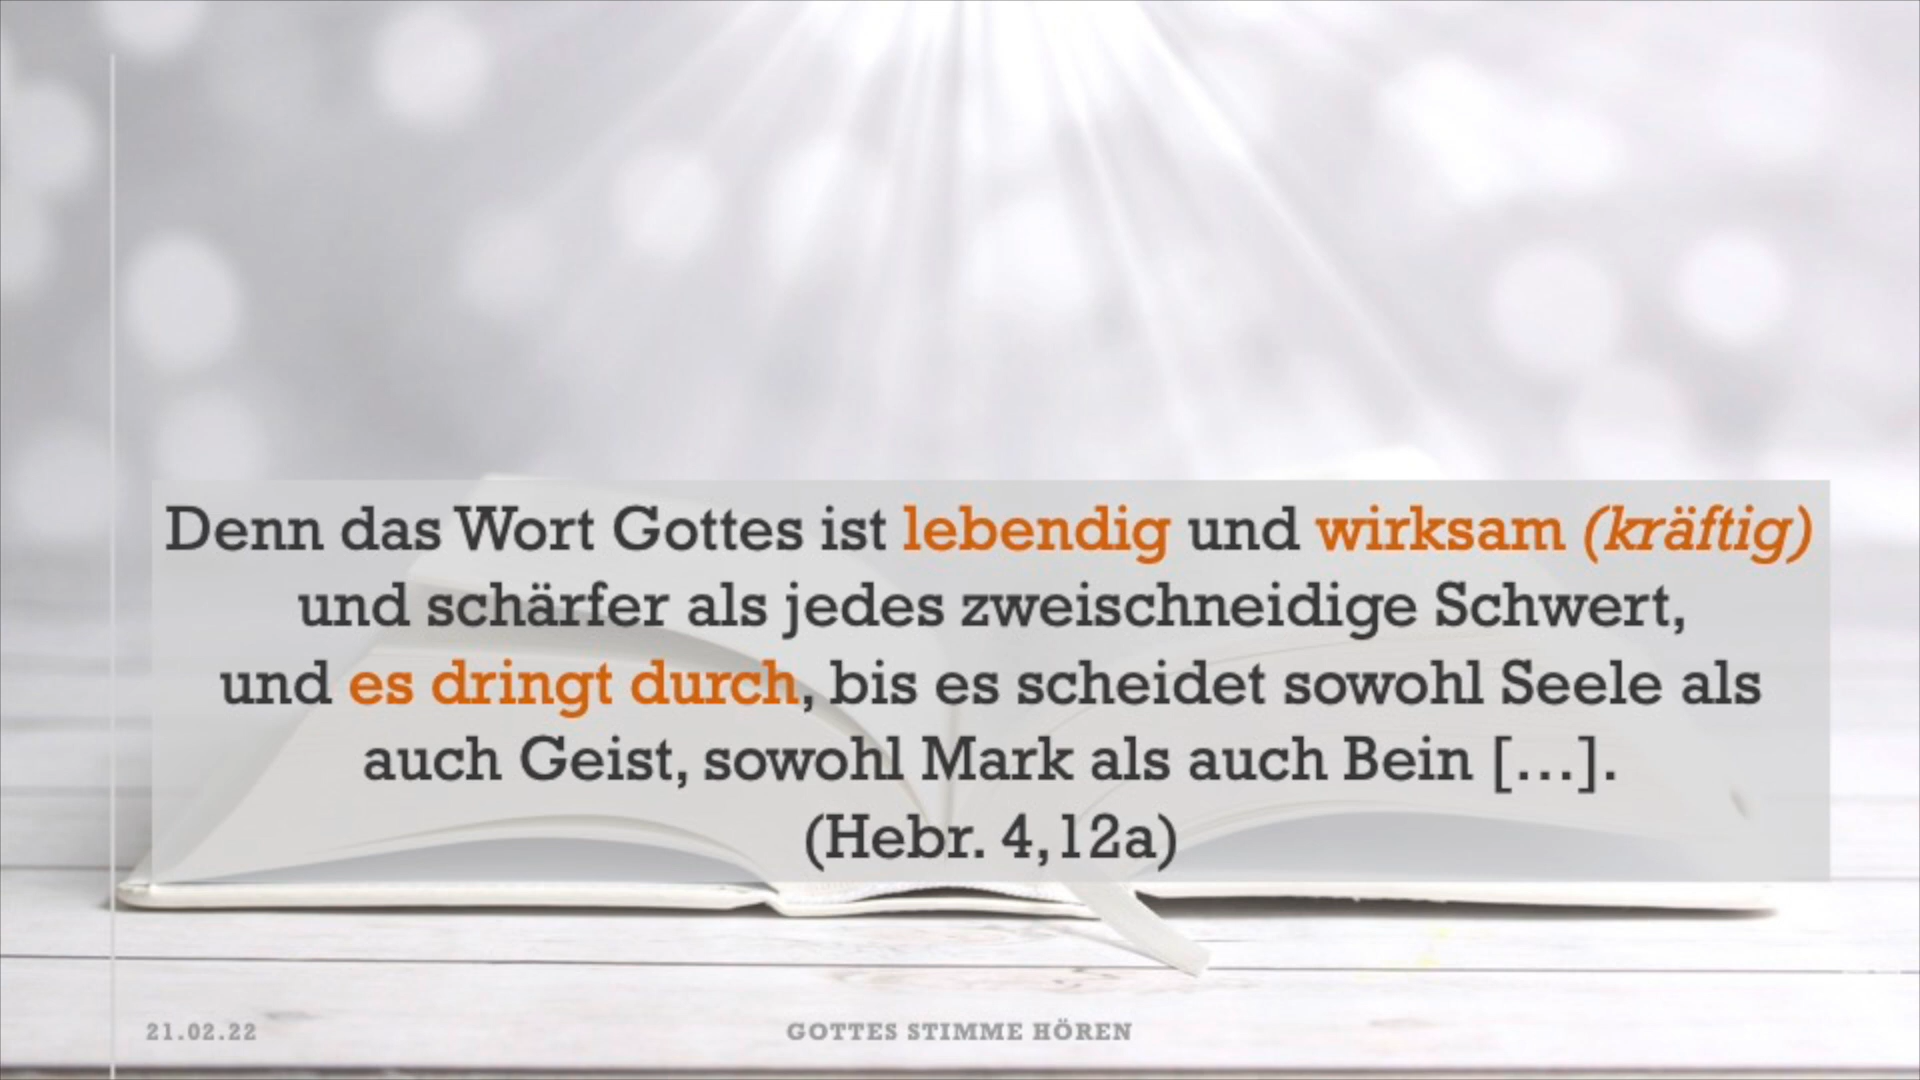 Denn das Wort Gottes ist lebendig und wirksam (kräftig)
und schärfer als jedes zweischneidige Schwert,
und es dringt durch, bis es scheidet sowohl Seele als
auch Geist, sowohl Mark als auch Bein […].
(Hebr. 4,12a)
21.02.22
GOTTES STIMME HÖREN